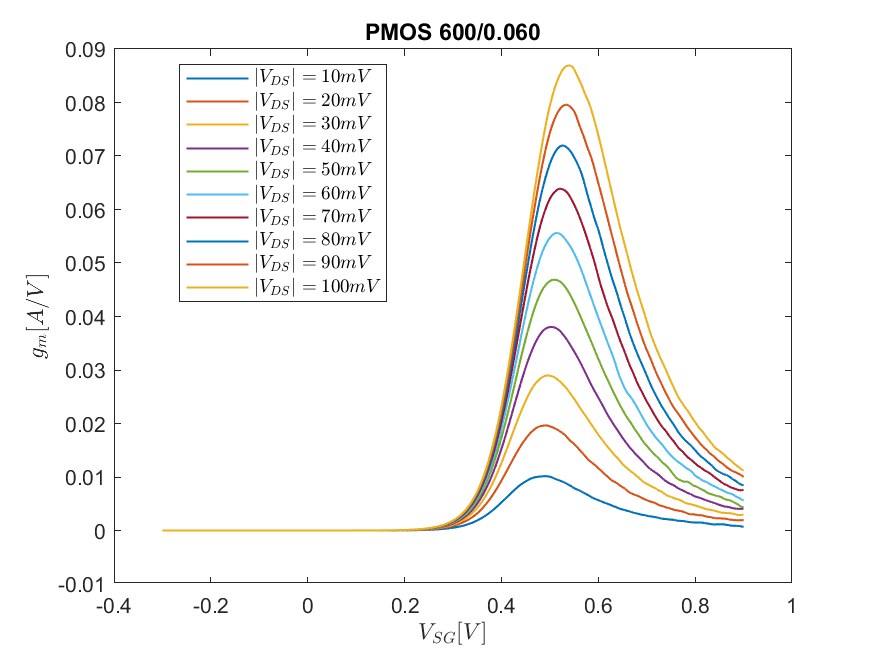 PMOS 600/0.060
0.09
0.08
0.07
0.06
0.05
0.04
0.03
0.02
0.01
0
-0.01
g_m[A/V]
|V_DS| = 10mV
|V_DS| = 20mV
|V_DS| = 30mV
|V_DS| = 40mV
|V_DS| = 50mV
|V_DS| = 60mV
|V_DS| = 70mV
|V_DS| = 80mV
|V_DS| = 90mV
|V_DS| = 100mV
-0.4 -0.2 0 0.2 0.4 0.6 0.8 1
V_SG[V]